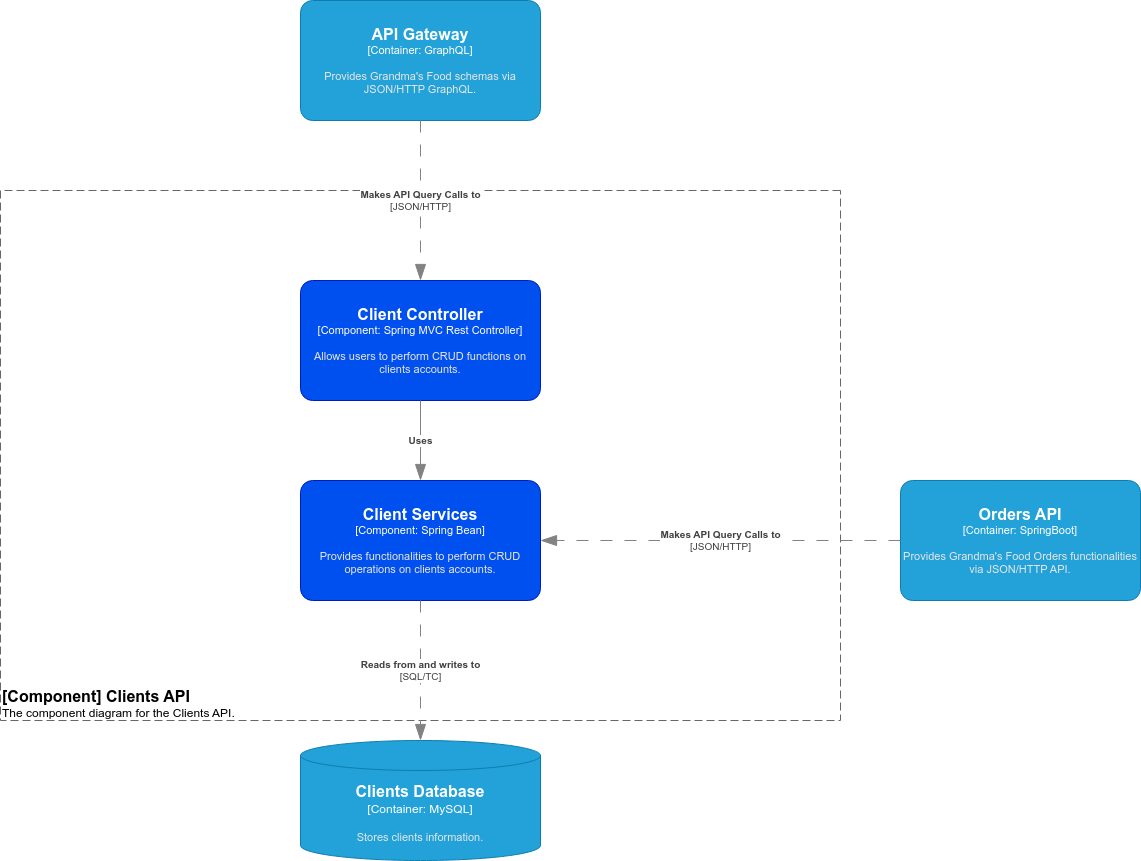 API Gateway
[Container: GraphQL]
Provides Grandma's Food schemas via
JSON/HTTP GraphQL.
Makes API Query Calls to
[JSON/HTTP]
Client Controller
[Component: Spring MVC Rest Controller]
Allows users to perform CRUD functions on
clients accounts.
Uses
Client Services
[Component: Spring Bean]
Provides functionalities to perform CRUD
operations on clients accounts.
Makes API Query Calls to
[JSON/HTTP]
Orders API
[Container: SpringBoot]
Provides Grandma's Food Orders functionalities
via JSON/HTTP API.
Reads from and writes to
[SQL/TC]
[Component] Clients API
The component diagram for the Clients API.
Clients Database
[Container: MySQL]
Stores clients information.